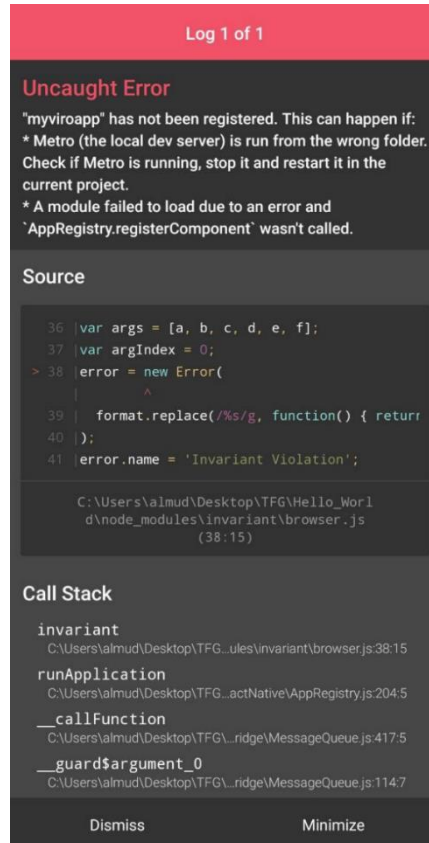 Log 1 of 1
Uncaught Error
"myviroapp" has not been registered. This can happen if:
* Metro (the local dev server) is run from the wrong folder.
Check if Metro is running, stop it and restart it in the
current project.
* A module failed to load due to an error and
`AppRegistry.registerComponent` wasn't called.
Source
36 |var args = [a, b, c, d, e, f];
37 |var argIndex = 0;
> 38 |error = new Error(
| ^
39 | format.replace(/%s/g, function() { return
40 |);
41 |error.name = 'Invariant Violation';
C:\Users\almud\Desktop\TFG\Hello_Worl
d\node_modules\invariant\browser.js
(38:15)
Call Stack
invariant
C:\Users\almud\Desktop\TFG...ules\invariant\browser.js:38:15
runApplication
C:\Users\almud\Desktop\TFG...actNative\AppRegistry.js:204:5
__callFunction
C:\Users\almud\Desktop\TFG\...ridge\MessageQueue.js:417:5
__guard$argument_0
C:\Users\almud\Desktop\TFG\...ridge\MessageQueue.js:114:7
Dismiss
Minimize